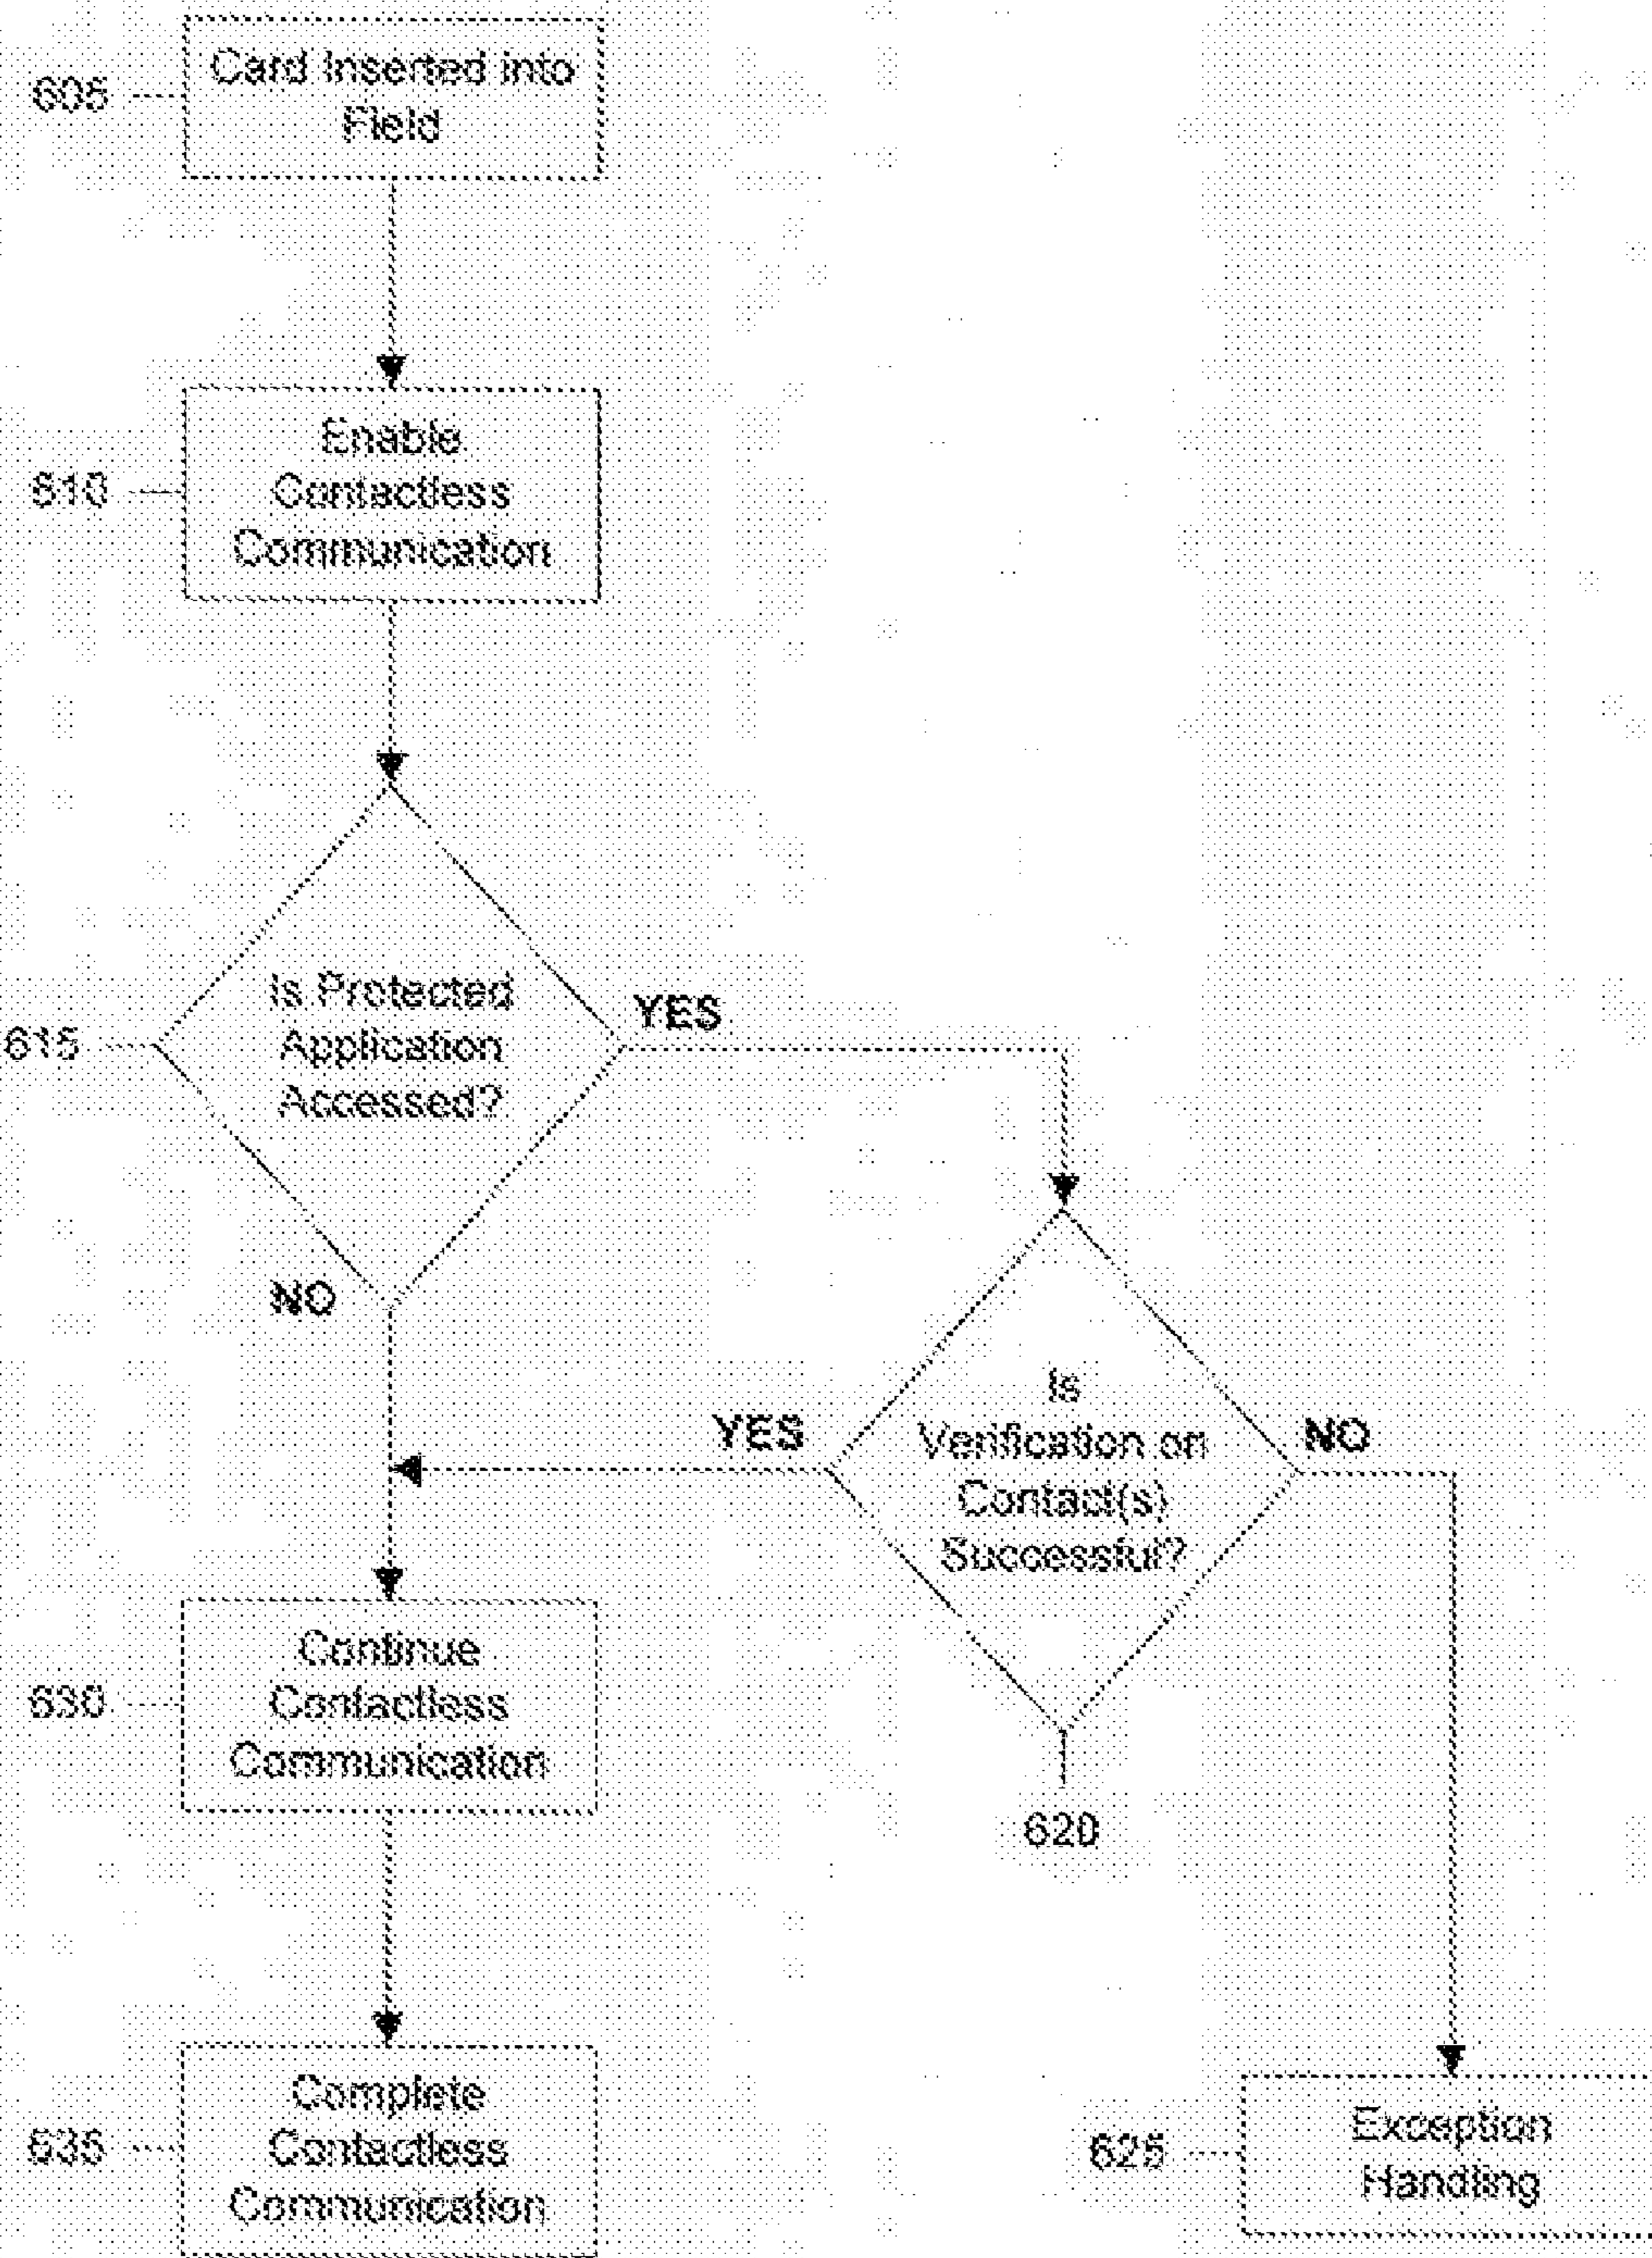 605
Card Inserted into
Field
610
Enable
Contactless
Communication
615
Is Protected
Application
Accessed?
YES
NO
Is
Verification on
Contact(s)
Successful?
YES
NO
620
630
Continue
Contactless
Communication
635
Complete
Contactless
Communication
625
Exception
Handling